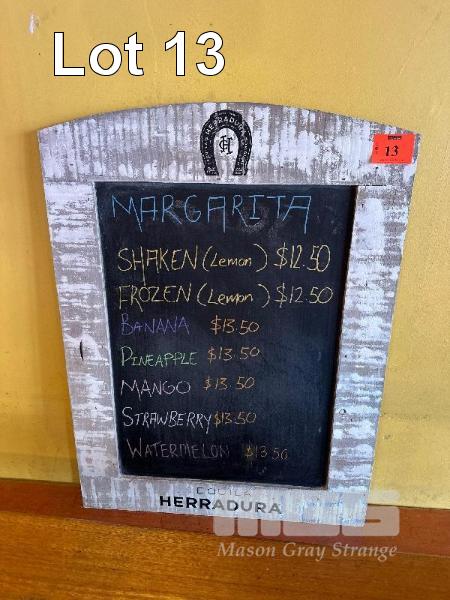 Lot 13
HERRADURA
13
MARGARITA
SHAKEN (Lemon) $12.50
FROZEN (Lemon) $12.50
BANANA $13.50
PINEAPPLE $13.50
MANGO $13.50
STRAWBERRY $13.50
WATERMELON $13.50
HERRADURA
Mason Gray Strange